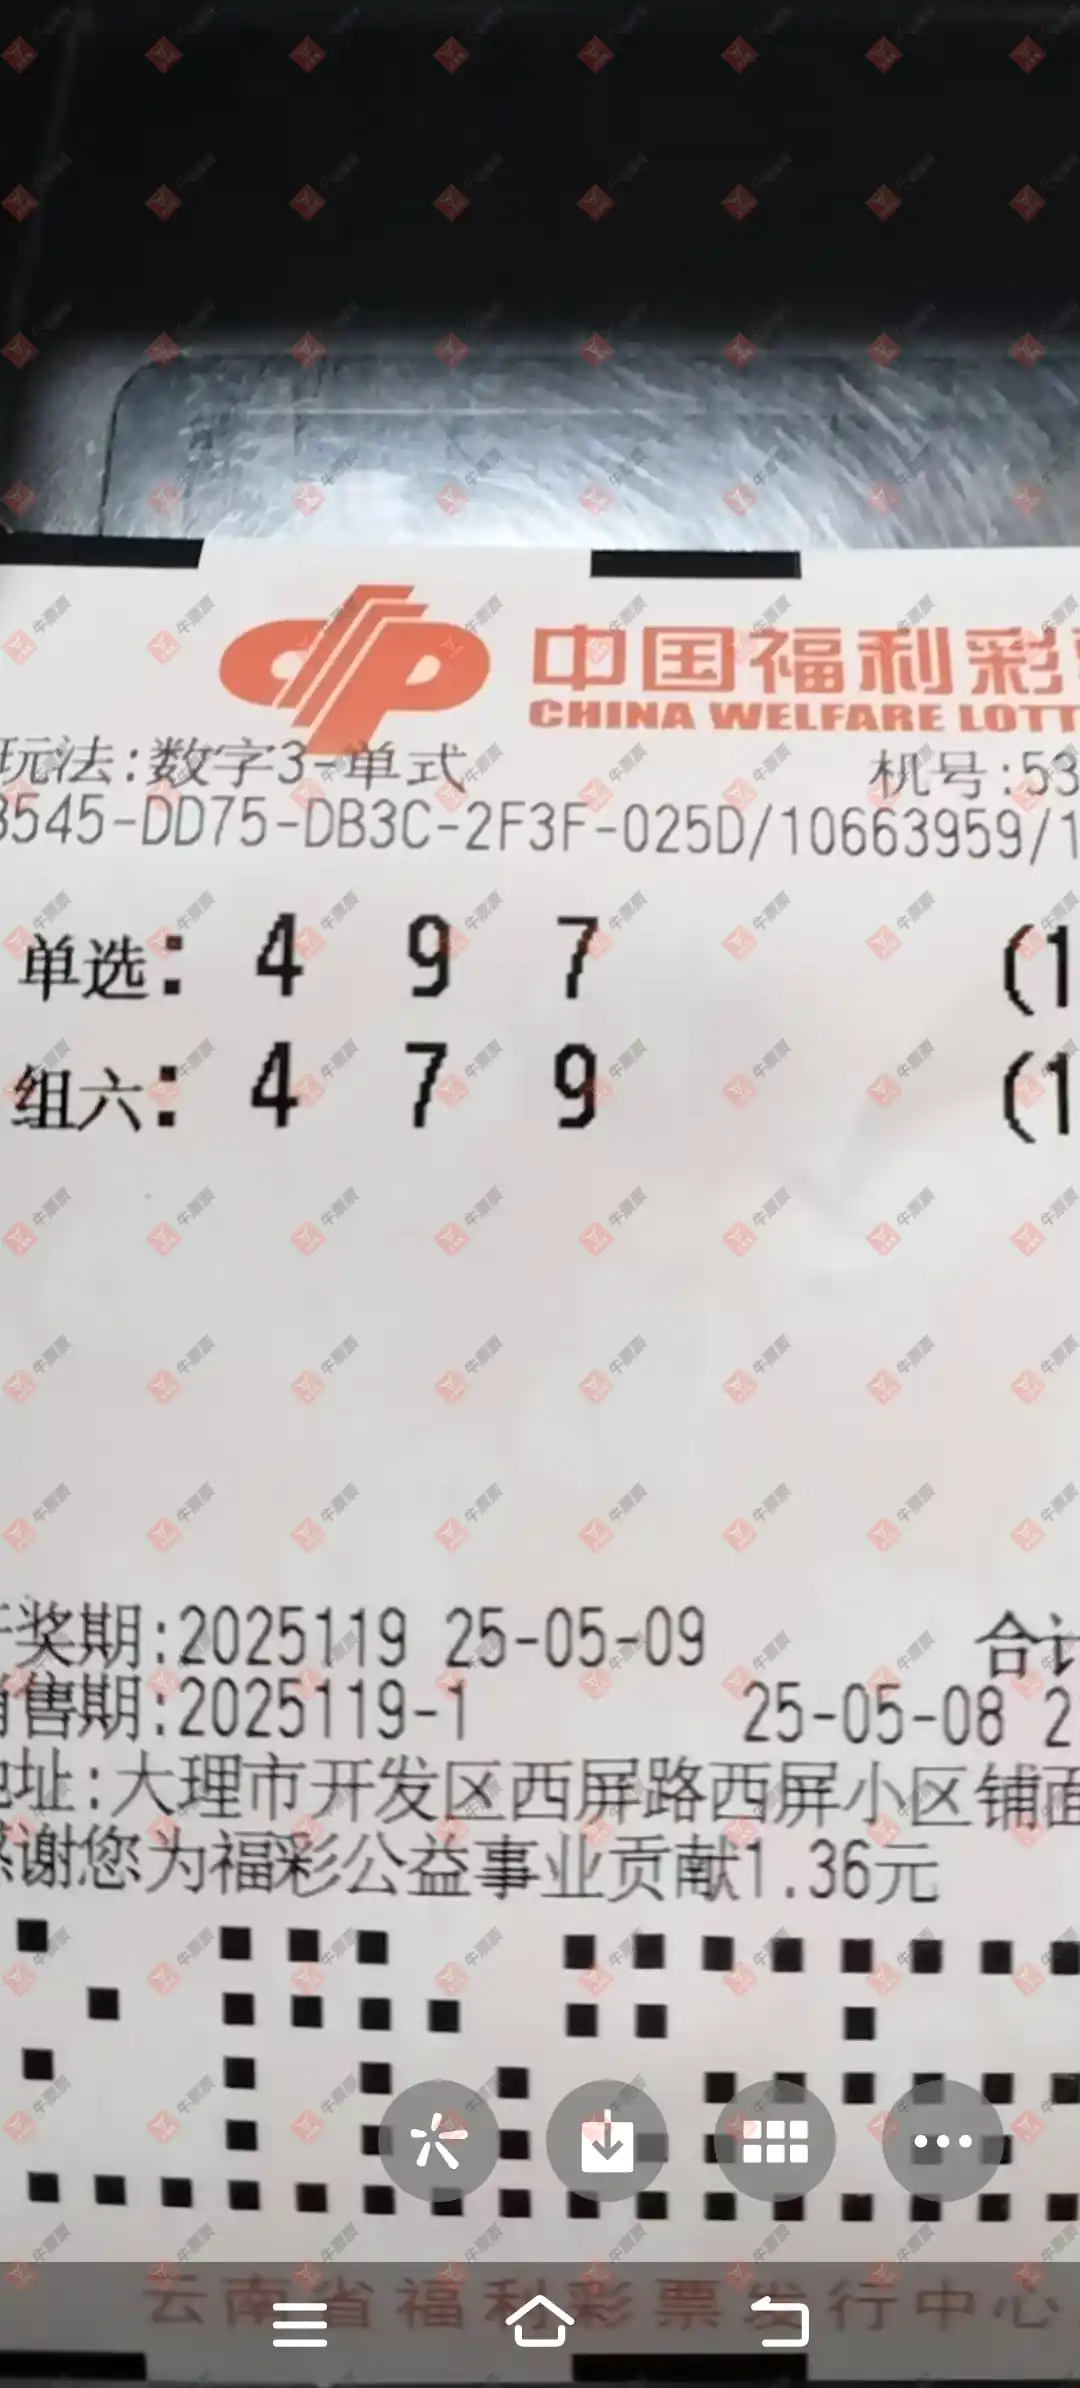 中国福利彩
CHINA WELFARE LOTT
玩法:数字3-单式 机号:53
3545-DD75-DB3C-2F3F-025D/10663959/1
单选: 4 9 7 (1
组六: 4 7 9 (1
奖期:2025119 25-05-09 合计
售期:2025119-1 25-05-08 2
地址:大理市开发区西屏路西屏小区铺面
感谢您为福彩公益事业贡献1.36元
云南省福利彩票发行中心
牛票票